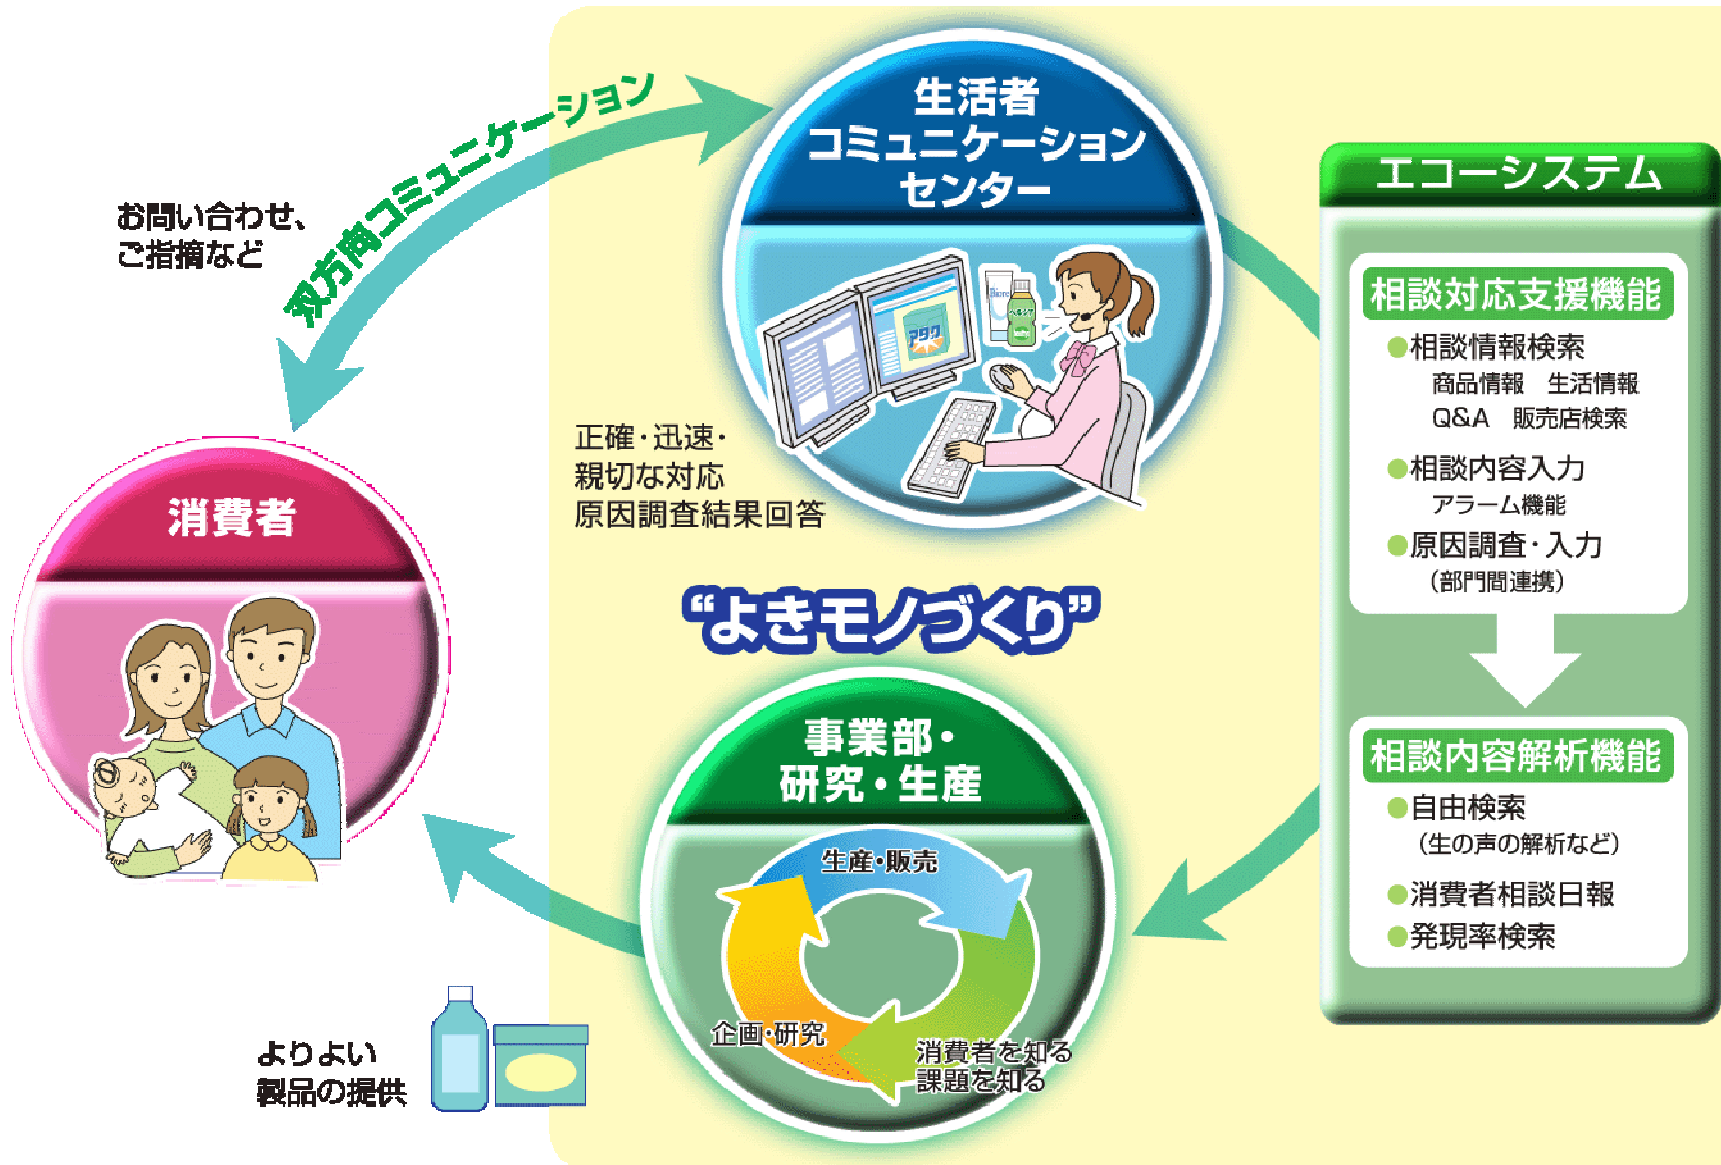 双方向コミュニケーション
お問い合わせ、
ご指摘など
生活者
コミュニケーション
センター
アタック
Bioré
ヘルシア
正確・迅速・
親切な対応
原因調査結果回答
消費者
“よきモノづくり”
エコーシステム
相談対応支援機能
相談情報検索
商品情報 生活情報
Q&A 販売店検索
相談内容入力
アラーム機能
原因調査・入力
（部門間連携）
相談内容解析機能
自由検索
（生の声の解析など）
消費者相談日報
発現率検索
事業部・
研究・生産
生産・販売
企画・研究
消費者を知る
課題を知る
よりよい
製品の提供